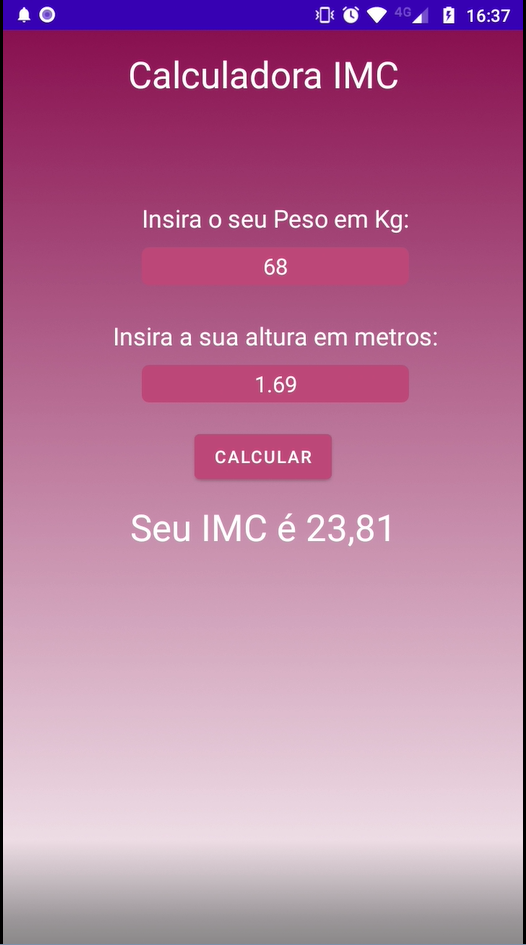 4G 16:37
Calculadora IMC
Insira o seu Peso em Kg:
68
Insira a sua altura em metros:
1.69
CALCULAR
Seu IMC é 23,81